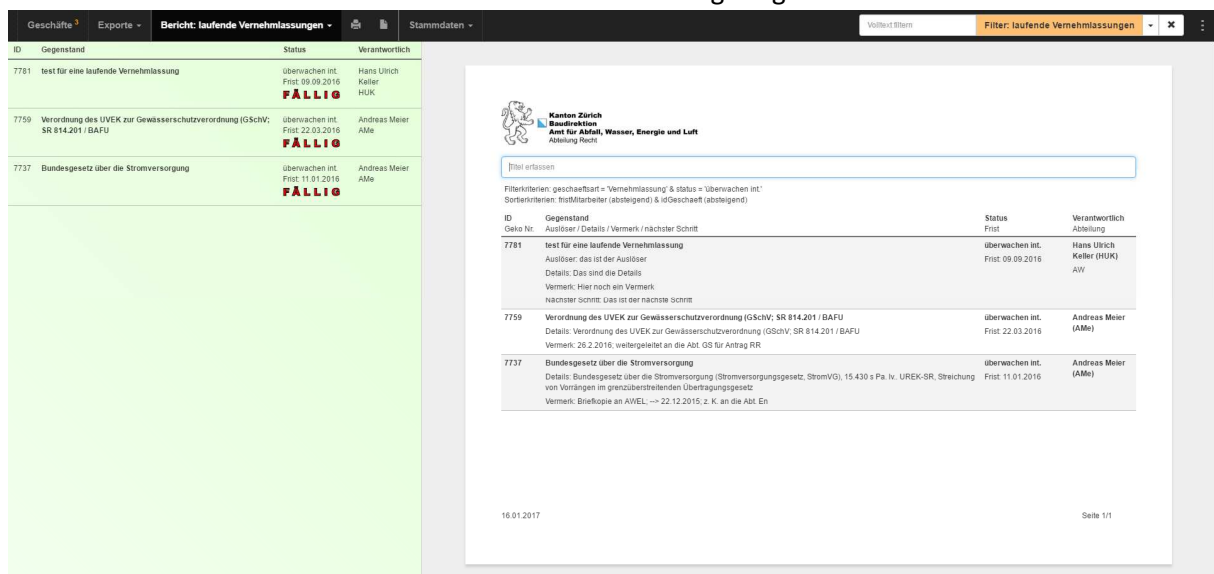 Geschäfte 3 Exporte Bericht: laufende Vernehmlassungen Stammdaten Volltext filtern Filter: laufende Vernehmlassungen
ID Gegenstand Status Verantwortlich
7781 test für eine laufende Vernehmlassung überwachen int. Hans Ulrich
Frist: 09.09.2016 Keller
FÄLLIG HUK
7759 Verordnung des UVEK zur Gewässerschutzverordnung (GSchV; überwachen int. Andreas Meier
SR 814.201 / BAFU Frist: 22.03.2016 AMe
FÄLLIG
7737 Bundesgesetz über die Stromversorgung überwachen int. Andreas Meier
Frist: 11.01.2016 AMe
FÄLLIG
Kanton Zürich
Baudirektion
Amt für Abfall, Wasser, Energie und Luft
Abteilung Recht
Titel erfassen
Filterkriterien: geschaeftsart = 'Vernehmlassung' & status = 'überwachen int.'
Sortierkriterien: fristMitarbeiter (absteigend) & idGeschaeft (absteigend)
ID Gegenstand Status Verantwortlich
Geko Nr. Auslöser / Details / Vermerk / nächster Schritt Frist Abteilung
7781 test für eine laufende Vernehmlassung überwachen int. Hans Ulrich
Auslöser: das ist der Auslöser Frist: 09.09.2016 Keller (HUK)
Details: Das sind die Details AW
Vermerk: Hier noch ein Vermerk
Nächster Schritt: Das ist der nächste Schritt
7759 Verordnung des UVEK zur Gewässerschutzverordnung (GSchV; SR 814.201 / BAFU überwachen int. Andreas Meier
Details: Verordnung des UVEK zur Gewässerschutzverordnung (GSchV; SR 814.201 / BAFU Frist: 22.03.2016 (AMe)
Vermerk: 26.2.2016; weitergeleitet an die Abt. GS für Antrag RR
7737 Bundesgesetz über die Stromversorgung überwachen int. Andreas Meier
Details: Bundesgesetz über die Stromversorgung (Stromversorgungsgesetz, StromVG), 15.430 s Pa. Iv.. UREK-SR, Streichung Frist: 11.01.2016 (AMe)
von Vorrängen im grenzüberstreitenden Übertragungsgesetz
Vermerk: Briefkopie an AWEL; --> 22.12.2015; z. K. an die Abt. En
16.01.2017 Seite 1/1